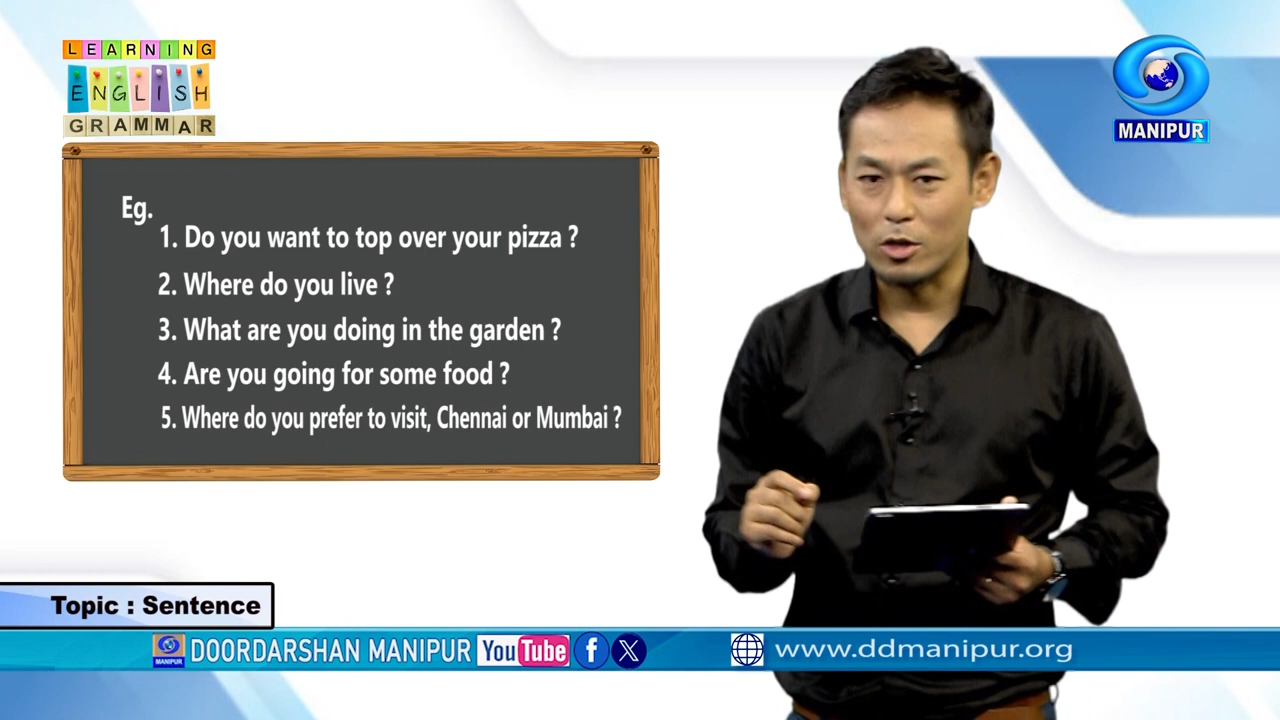 LEARNING
ENGLISH
GRAMMAR
MANIPUR
Eg.
1. Do you want to top over your pizza ?
2. Where do you live ?
3. What are you doing in the garden ?
4. Are you going for some food ?
5. Where do you prefer to visit, Chennai or Mumbai ?
Topic : Sentence
MANIPUR DOORDARSHAN MANIPUR YouTube f X www.ddmanipur.org